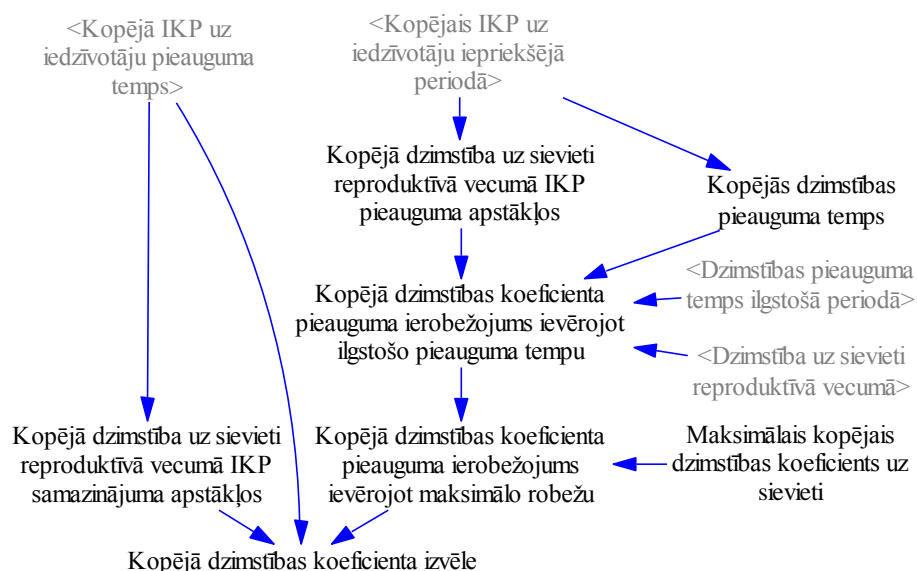 <Kopējā IKP uz
iedzīvotāju pieauguma
temps>
<Kopējais IKP uz
iedzīvotāju iepriekšējā
periodā>
Kopējā dzimstība uz sievieti
reproduktīvā vecumā IKP
pieauguma apstākļos
Kopējās dzimstības
pieauguma temps
<Dzimstības pieauguma
temps ilgstošā periodā>
Kopējā dzimstības koeficienta
pieauguma ierobežojums ievērojot
ilgstošo pieauguma tempu
<Dzimstība uz sievieti
reproduktīvā vecumā>
Kopējā dzimstība uz sievieti
reproduktīvā vecumā IKP
samazinājuma apstākļos
Kopējā dzimstības koeficienta
pieauguma ierobežojums
ievērojot maksimālo robežu
Maksimālais kopējais
dzimstības koeficients uz
sievieti
Kopējā dzimstības koeficienta izvēle